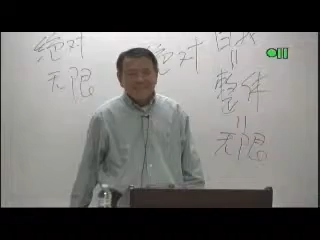 绝对
无限
绝对
自我
=
整体
=
无限